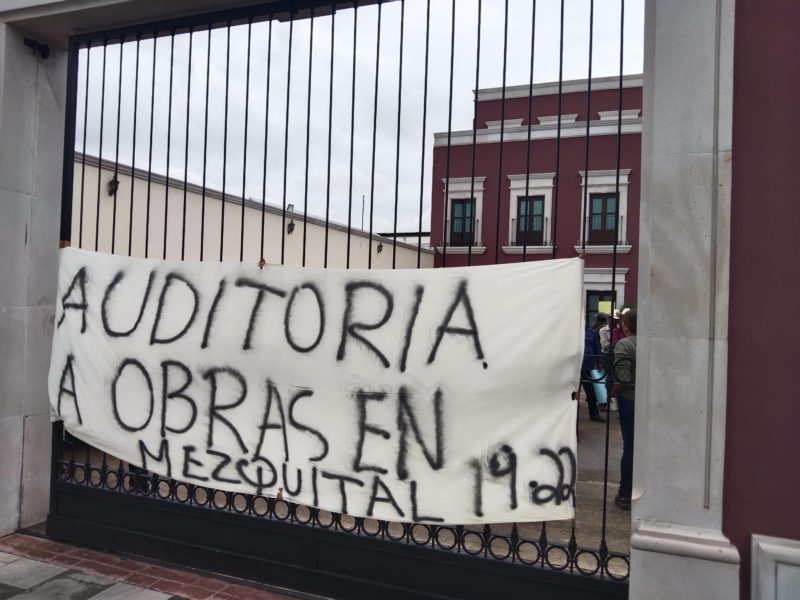 AUDITORIA.
A OBRAS EN
MEZQUITAL 19.22